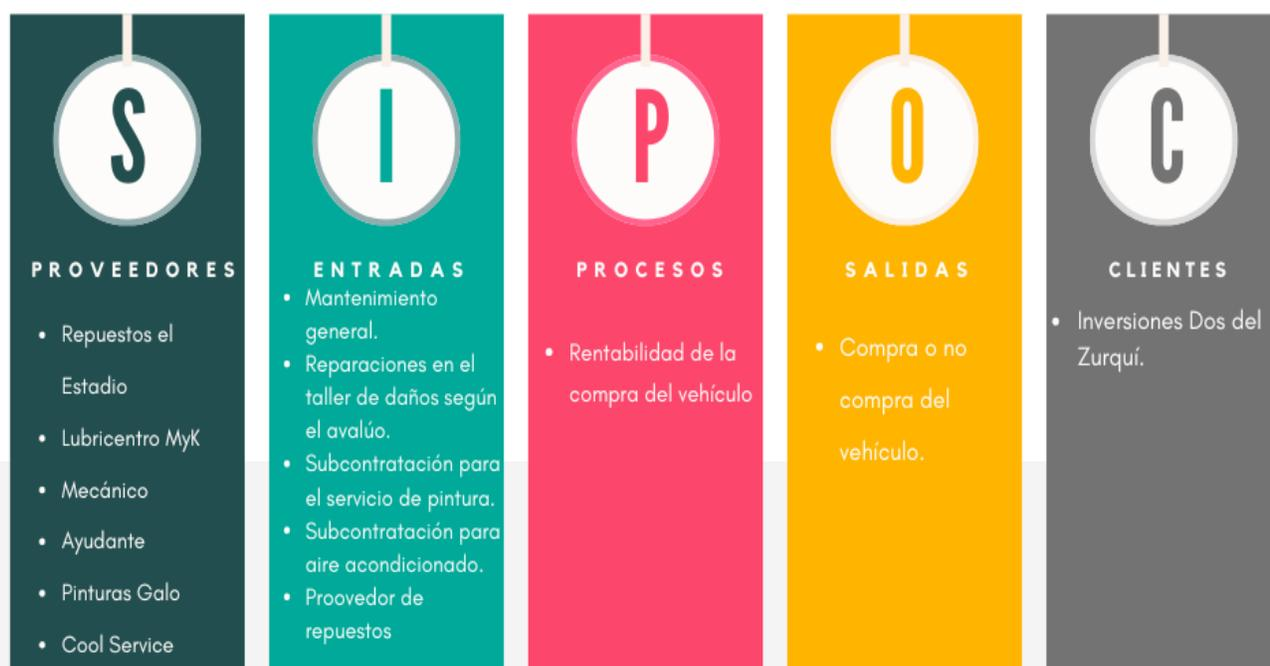 S
PROVEEDORES
• Repuestos el
Estadio
• Lubricentro MyK
• Mecánico
• Ayudante
• Pinturas Galo
• Cool Service
I
ENTRADAS
• Mantenimiento
general.
• Reparaciones en el
taller de daños según
el avalúo.
• Subcontratación para
el servicio de pintura.
• Subcontratación para
aire acondicionado.
• Proovedor de
repuestos
P
PROCESOS
• Rentabilidad de la
compra del vehículo
O
SALIDAS
• Compra o no
compra del
vehículo.
C
CLIENTES
• Inversiones Dos del
Zurquí.